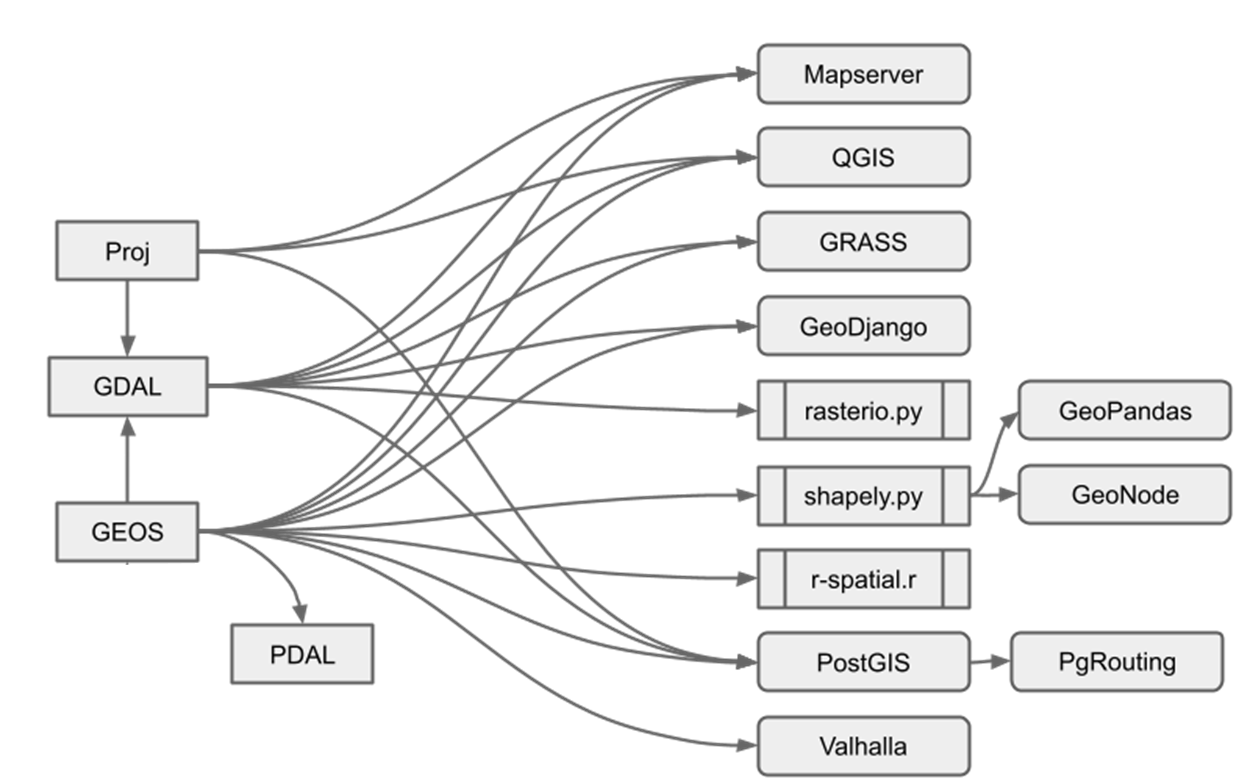 Mapserver
QGIS
Proj
GRASS
GeoDjango
GDAL
rasterio.py
GeoPandas
shapely.py
GeoNode
GEOS
r-spatial.r
PDAL
PostGIS
PgRouting
Valhalla